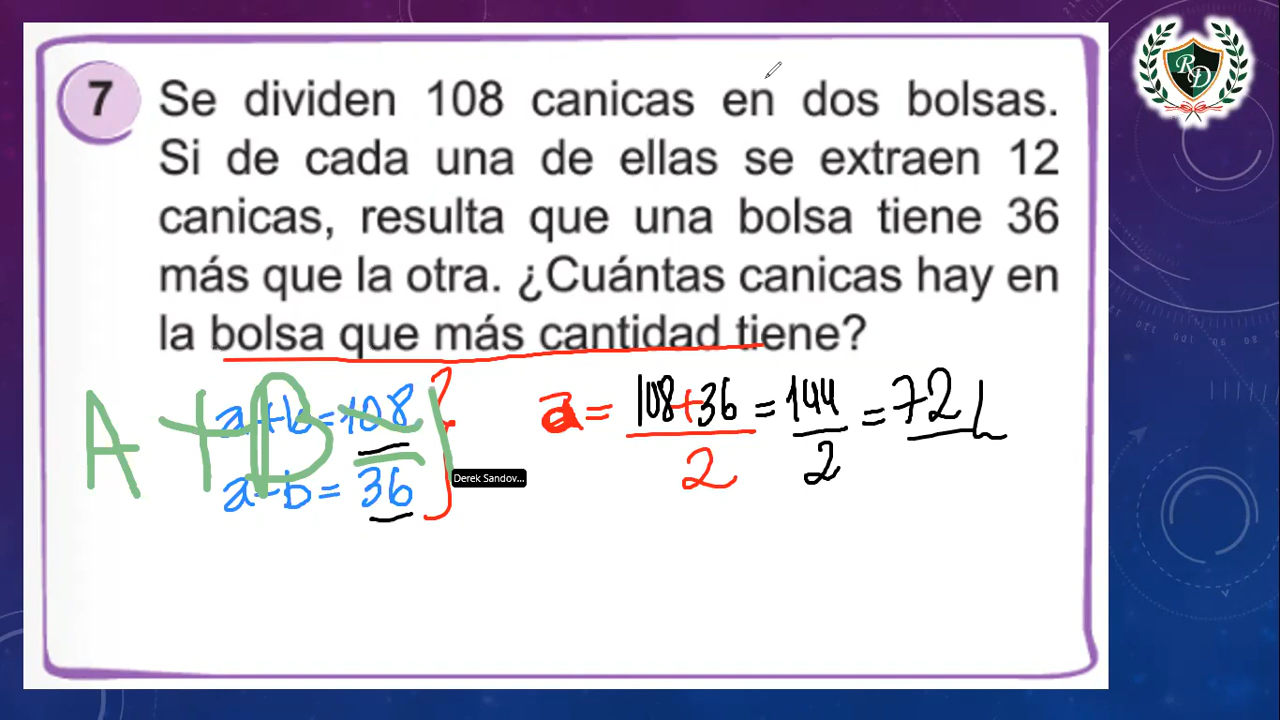 RD
7 Se dividen 108 canicas en dos bolsas.
Si de cada una de ellas se extraen 12
canicas, resulta que una bolsa tiene 36
más que la otra. ¿Cuántas canicas hay en
la bolsa que más cantidad tiene?
a+b=108
a-b=36
A+B
Derek Sandov...
a = 108+36/2 = 144/2 = 72